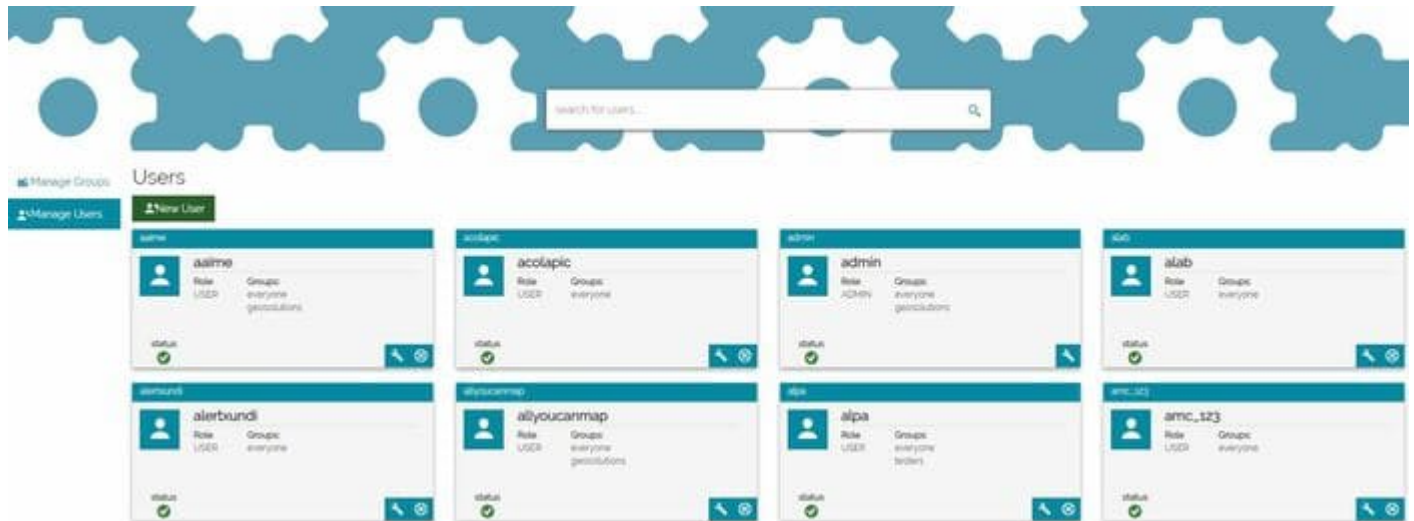 search for users...
Manage Groups
Manage Users
Users
New User
aaime
aaime
Role Groups:
USER everyone
geosolutions
status
acolapic
acolapic
Role Groups:
USER everyone
status
admin
admin
Role Groups:
ADMIN everyone
geosolutions
status
alab
alab
Role Groups:
USER everyone
status
alertxundi
alertxundi
Role Groups:
USER everyone
status
allyoucanmap
allyoucanmap
Role Groups:
USER everyone
geosolutions
status
alpa
alpa
Role Groups:
USER everyone
testers
status
amc_123
amc_123
Role Groups:
USER everyone
status